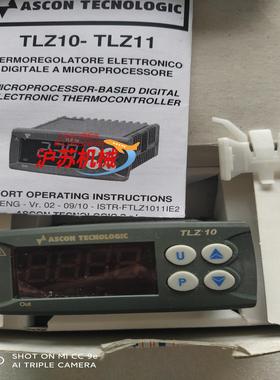 ASCON TECNOLOGIC
TLZ10- TLZ11
ERMOREGOLATORE ELETTRONICO
DIGITALE A MICROPROCESSORE
MICROPROCESSOR-BASED DIGITAL
ELECTRONIC THERMOCONTROLLER
沪苏机械
ORT OPERATING INSTRUCTIONS
ENG - Vr. 02 - 09/10 - ISTR-FTLZ1011IE2
ASCON TECNOLOGIC
ASCON TECNOLOGIC
TLZ 10
U
P
Out
SHOT ON MI CC 9e
AI TRIPLE CAMERA